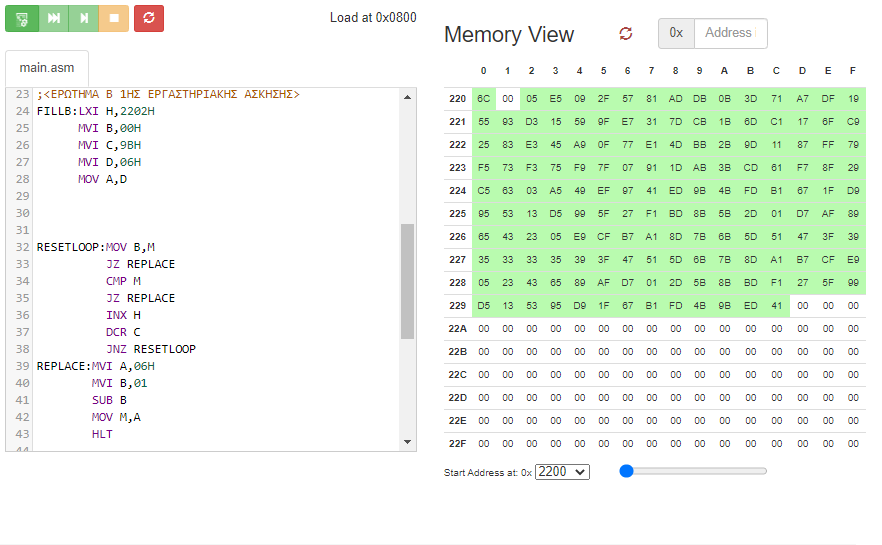 Load at 0x0800
main.asm
23 ;<ΕΡΩΤΗΜΑ Β 1ΗΣ ΕΡΓΑΣΤΗΡΙΑΚΗΣ ΑΣΚΗΣΗΣ>
24 FILLB:LXI H,2202H
25 MVI B,00H
26 MVI C,9BH
27 MVI D,06H
28 MOV A,D
29
30
31
32 RESETLOOP:MOV B,M
33 JZ REPLACE
34 CMP M
35 JZ REPLACE
36 INX H
37 DCR C
38 JNZ RESETLOOP
39 REPLACE:MVI A,06H
40 MVI B,01
41 SUB B
42 MOV M,A
43 HLT
Memory View
0x Address
0 1 2 3 4 5 6 7 8 9 A B C D E F
220 6C 00 05 E5 09 2F 57 81 AD DB 0B 3D 71 A7 DF 19
221 55 93 D3 15 59 9F E7 31 7D CB 1B 6D C1 17 6F C9
222 25 83 E3 45 A9 0F 77 E1 4D BB 2B 9D 11 87 FF 79
223 F5 73 F3 75 F9 7F 07 91 1D AB 3B CD 61 F7 8F 29
224 C5 63 03 A5 49 EF 97 41 ED 9B 4B FD B1 67 1F D9
225 95 53 13 D5 99 5F 27 F1 BD 8B 5B 2D 01 D7 AF 89
226 65 43 23 05 E9 CF B7 A1 8D 7B 6B 5D 51 47 3F 39
227 35 33 33 35 39 3F 47 51 5D 6B 7B 8D A1 B7 CF E9
228 05 23 43 65 89 AF D7 01 2D 5B 8B BD F1 27 5F 99
229 D5 13 53 95 D9 1F 67 B1 FD 4B 9B ED 41 00 00 00
22A 00 00 00 00 00 00 00 00 00 00 00 00 00 00 00 00
22B 00 00 00 00 00 00 00 00 00 00 00 00 00 00 00 00
22C 00 00 00 00 00 00 00 00 00 00 00 00 00 00 00 00
22D 00 00 00 00 00 00 00 00 00 00 00 00 00 00 00 00
22E 00 00 00 00 00 00 00 00 00 00 00 00 00 00 00 00
22F 00 00 00 00 00 00 00 00 00 00 00 00 00 00 00 00
Start Address at: 0x 2200